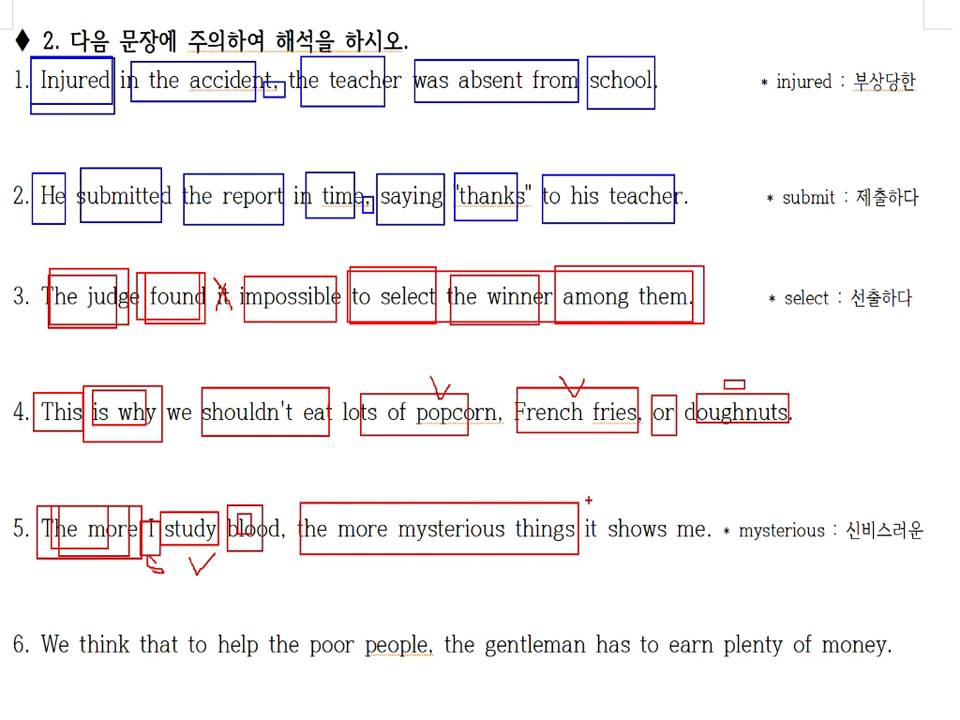 ◆ 2. 다음 문장에 주의하여 해석을 하시오.
1. Injured in the accident, the teacher was absent from school. * injured : 부상당한
2. He submitted the report in time, saying "thanks" to his teacher. * submit : 제출하다
3. The judge found it impossible to select the winner among them. * select : 선출하다
4. This is why we shouldn't eat lots of popcorn, French fries, or doughnuts.
5. The more I study blood, the more mysterious things it shows me. * mysterious : 신비스러운
6. We think that to help the poor people, the gentleman has to earn plenty of money.